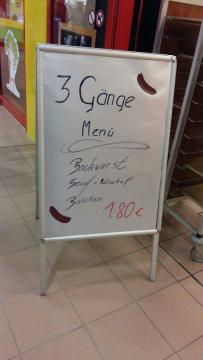 3 Gänge
Menü
Bockwurst
Senf o. Ketchup
Brötchen
1.80 €